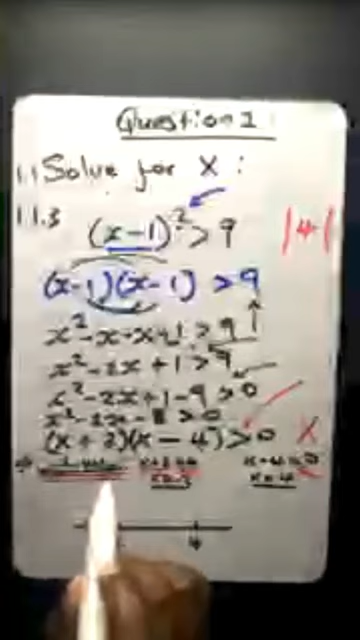 Question 1:
1.1 Solve for X:
1.1.3
(x-1)² > 9 |4|
(x-1)(x-1) > 9
x² - x - x + 1 > 9
x² - 2x + 1 > 9
x² - 2x + 1 - 9 > 0
x² - 2x - 8 > 0
(x + 2)(x - 4) > 0 X
4